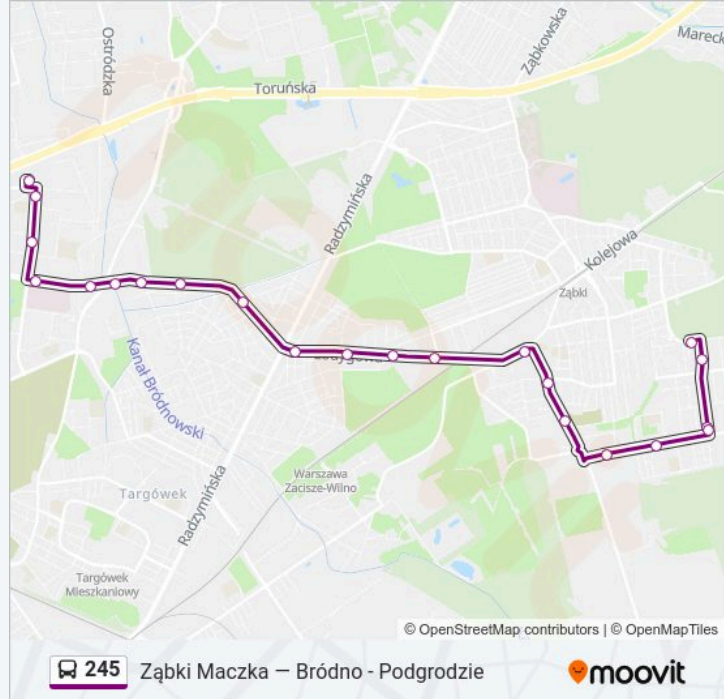 Ostródzka
Ząbkowska
Toruńska
Radzymińska
Kolejowa
Ząbki
Kanał Bródnowski
Warszawa
Zacisze-Wilno
Targówek
Radzymińska
Targówek
Mieszkaniowy
© OpenStreetMap contributors | © OpenMapTiles
245 Ząbki Maczka — Bródno - Podgrodzie
moovit